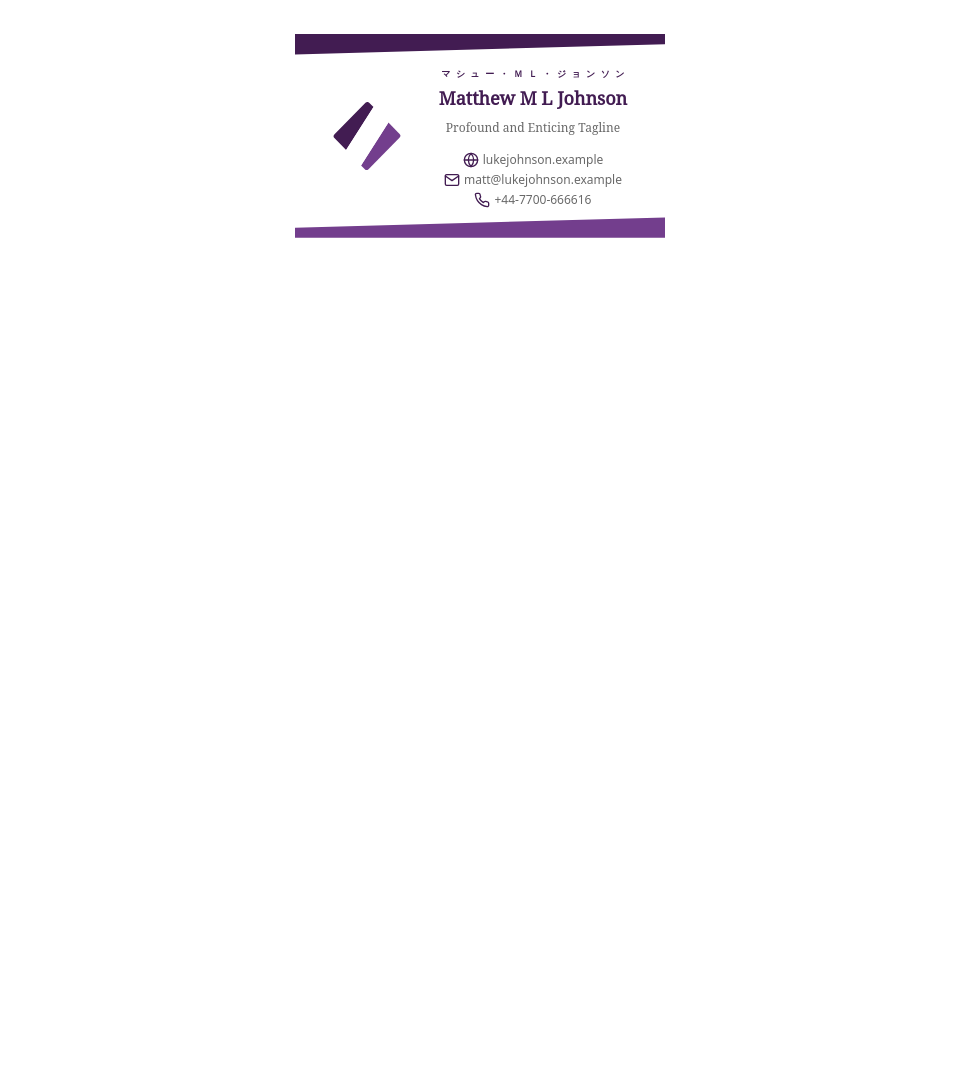 マシュー・ＭＬ・ジョンソン
Matthew M L Johnson
Profound and Enticing Tagline
lukejohnson.example
matt@lukejohnson.example
+44-7700-666616